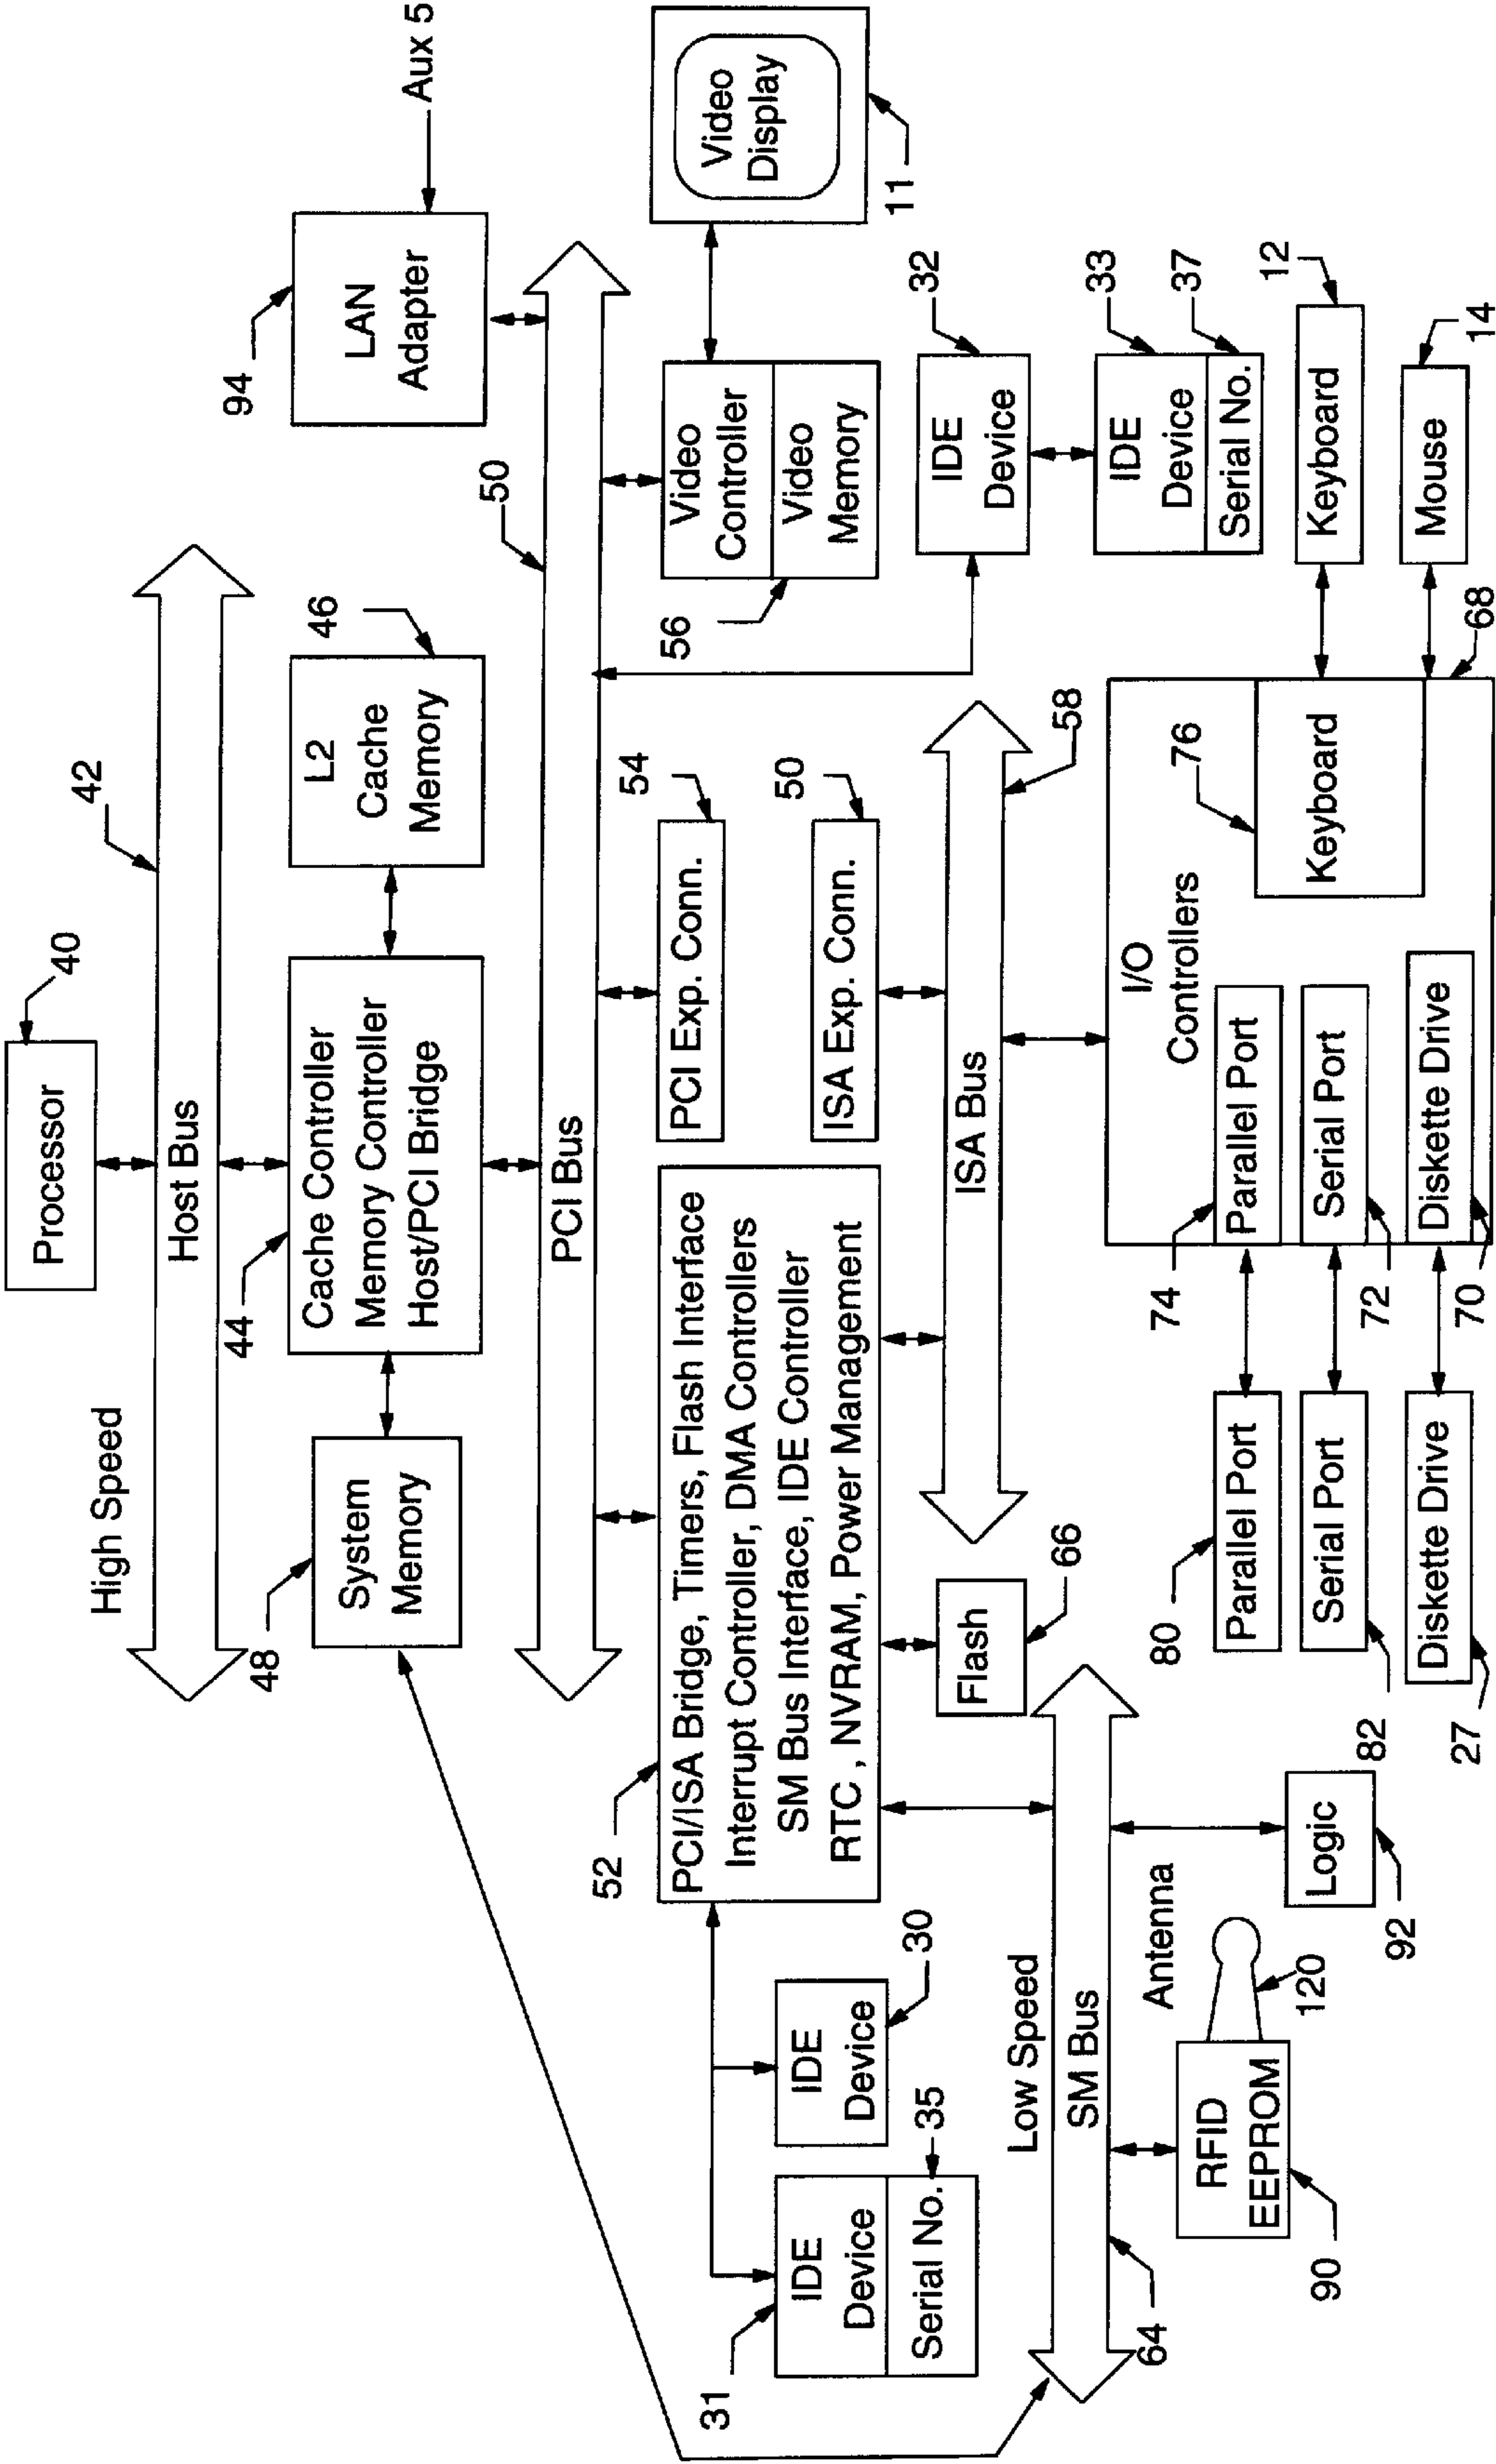 Processor
40
High Speed
42
Host Bus
44
Cache Controller
Memory Controller
Host/PCI Bridge
L2
Cache
Memory
46
48
System
Memory
94
LAN
Adapter
Aux 5
50
PCI Bus
52
PCI/ISA Bridge, Timers, Flash Interface
Interrupt Controller, DMA Controllers
SM Bus Interface, IDE Controller
RTC , NVRAM, Power Management
PCI Exp. Conn.
54
ISA Exp. Conn.
50
Video
Controller
Video
Memory
56
Video
Display
11
31
IDE
Device
Serial No.
35
IDE
Device
30
IDE
Device
32
IDE
Device
33
Serial No.
37
Flash
66
ISA Bus
58
Low Speed
SM Bus
64
RFID
EEPROM
90
Antenna
120
Logic
92
I/O
Controllers
68
76
Keyboard
Keyboard
12
Mouse
14
80
Parallel Port
74
Parallel Port
Serial Port
82
Serial Port
72
Diskette Drive
27
Diskette Drive
70